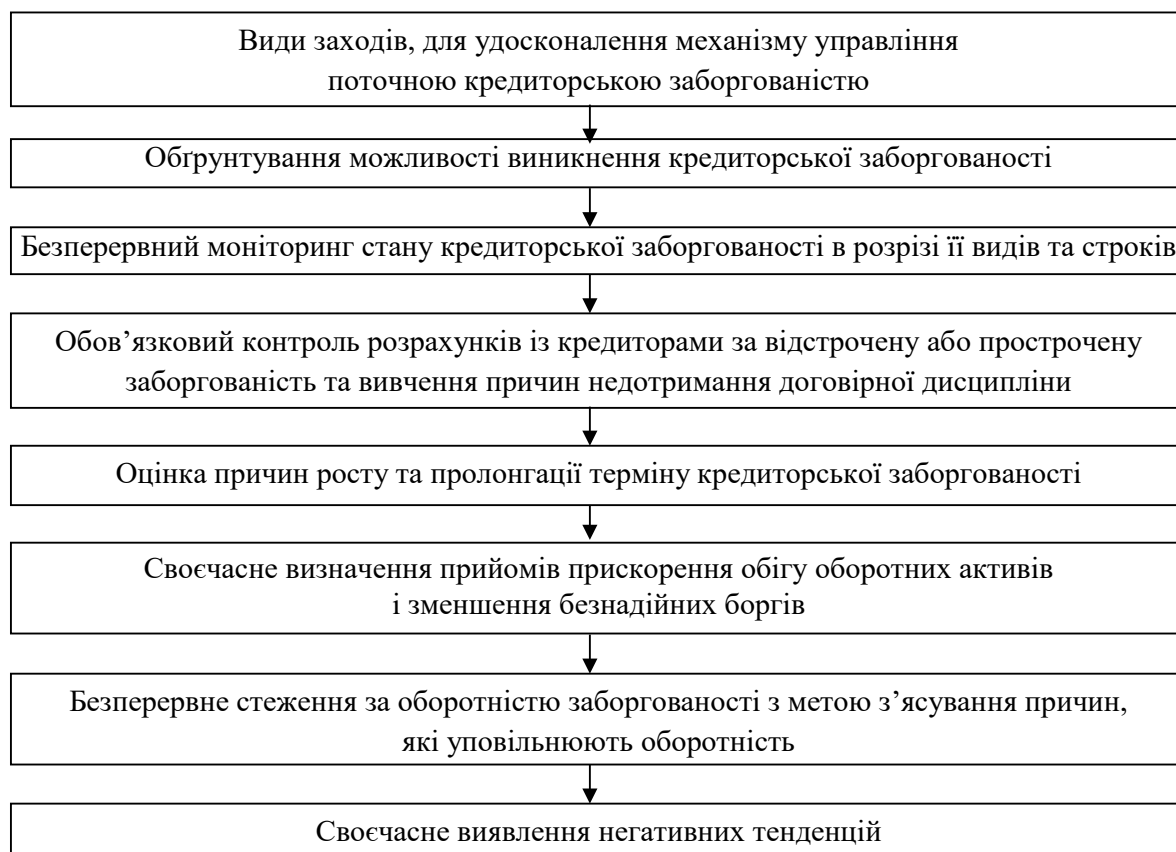 Види заходів, для удосконалення механізму управління
поточною кредиторською заборгованістю
Обґрунтування можливості виникнення кредиторської заборгованості
Безперервний моніторинг стану кредиторської заборгованості в розрізі її видів та строків
Обов’язковий контроль розрахунків із кредиторами за відстрочену або прострочену
заборгованість та вивчення причин недотримання договірної дисципліни
Оцінка причин росту та пролонгації терміну кредиторської заборгованості
Своєчасне визначення прийомів прискорення обігу оборотних активів
і зменшення безнадійних боргів
Безперервне стеження за оборотністю заборгованості з метою з’ясування причин,
які уповільнюють оборотність
Своєчасне виявлення негативних тенденцій